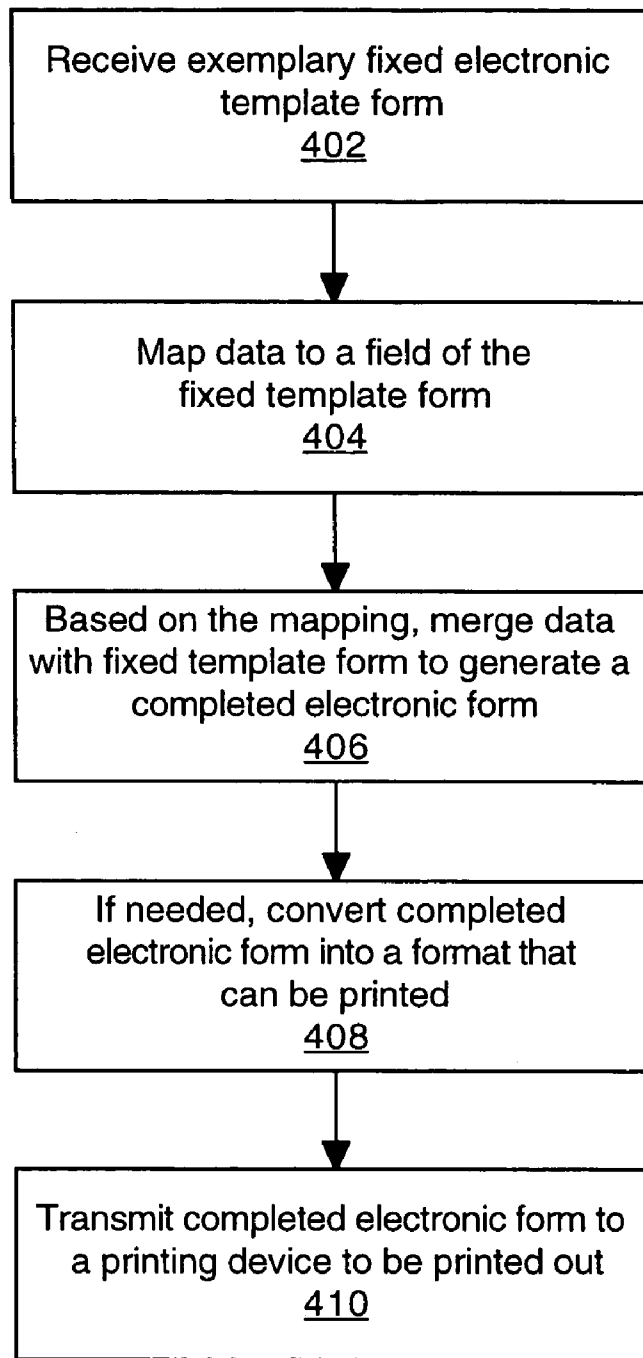 Receive exemplary fixed electronic
template form
402
Map data to a field of the
fixed template form
404
Based on the mapping, merge data
with fixed template form to generate a
completed electronic form
406
If needed, convert completed
electronic form into a format that
can be printed
408
Transmit completed electronic form to
a printing device to be printed out
410